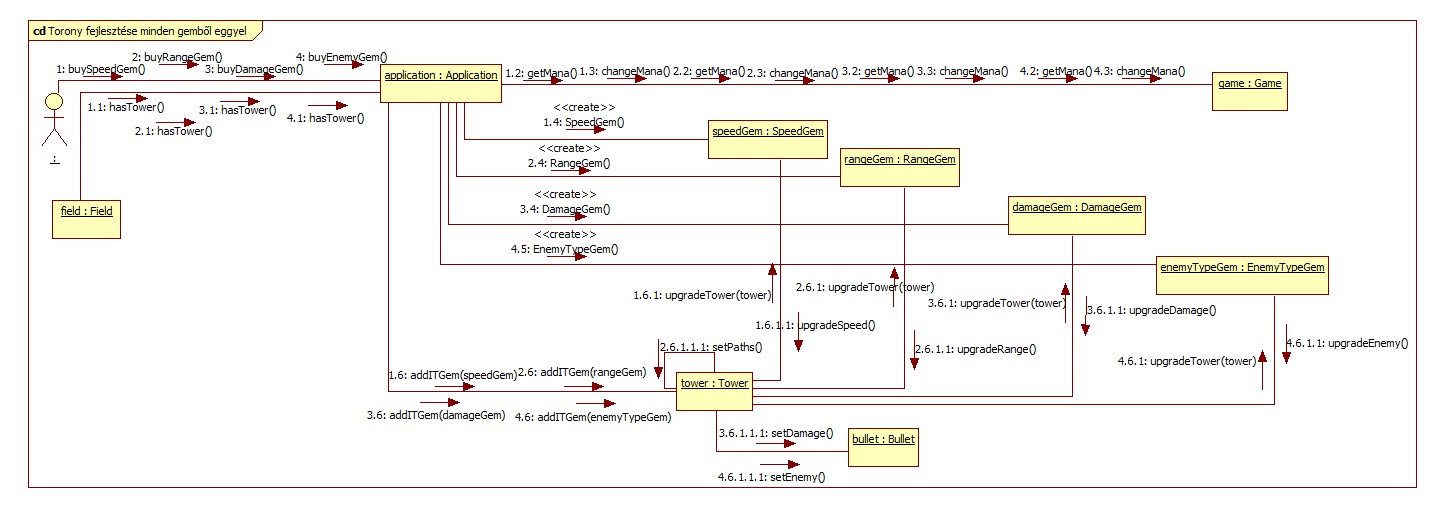 cd Torony fejlesztése minden gemből eggyel
2: buyRangeGem()
4: buyEnemyGem()
1: buySpeedGem()
3: buyDamageGem()
application : Application
1.2: getMana()
1.3: changeMana()
2.2: getMana()
2.3: changeMana()
3.2: getMana()
3.3: changeMana()
4.2: getMana()
4.3: changeMana()
game : Game
1.1: hasTower()
3.1: hasTower()
4.1: hasTower()
2.1: hasTower()
:
<<create>>
1.4: SpeedGem()
speedGem : SpeedGem
<<create>>
2.4: RangeGem()
rangeGem : RangeGem
<<create>>
3.4: DamageGem()
damageGem : DamageGem
field : Field
<<create>>
4.5: EnemyTypeGem()
enemyTypeGem : EnemyTypeGem
1.6.1: upgradeTower(tower)
2.6.1: upgradeTower(tower)
3.6.1: upgradeTower(tower)
3.6.1.1: upgradeDamage()
1.6.1.1: upgradeSpeed()
2.6.1.1.1: setPaths()
2.6.1.1: upgradeRange()
4.6.1.1: upgradeEnemy()
4.6.1: upgradeTower(tower)
1.6: addITGem(speedGem)
2.6: addITGem(rangeGem)
tower : Tower
3.6: addITGem(damageGem)
4.6: addITGem(enemyTypeGem)
3.6.1.1.1: setDamage()
bullet : Bullet
4.6.1.1.1: setEnemy()